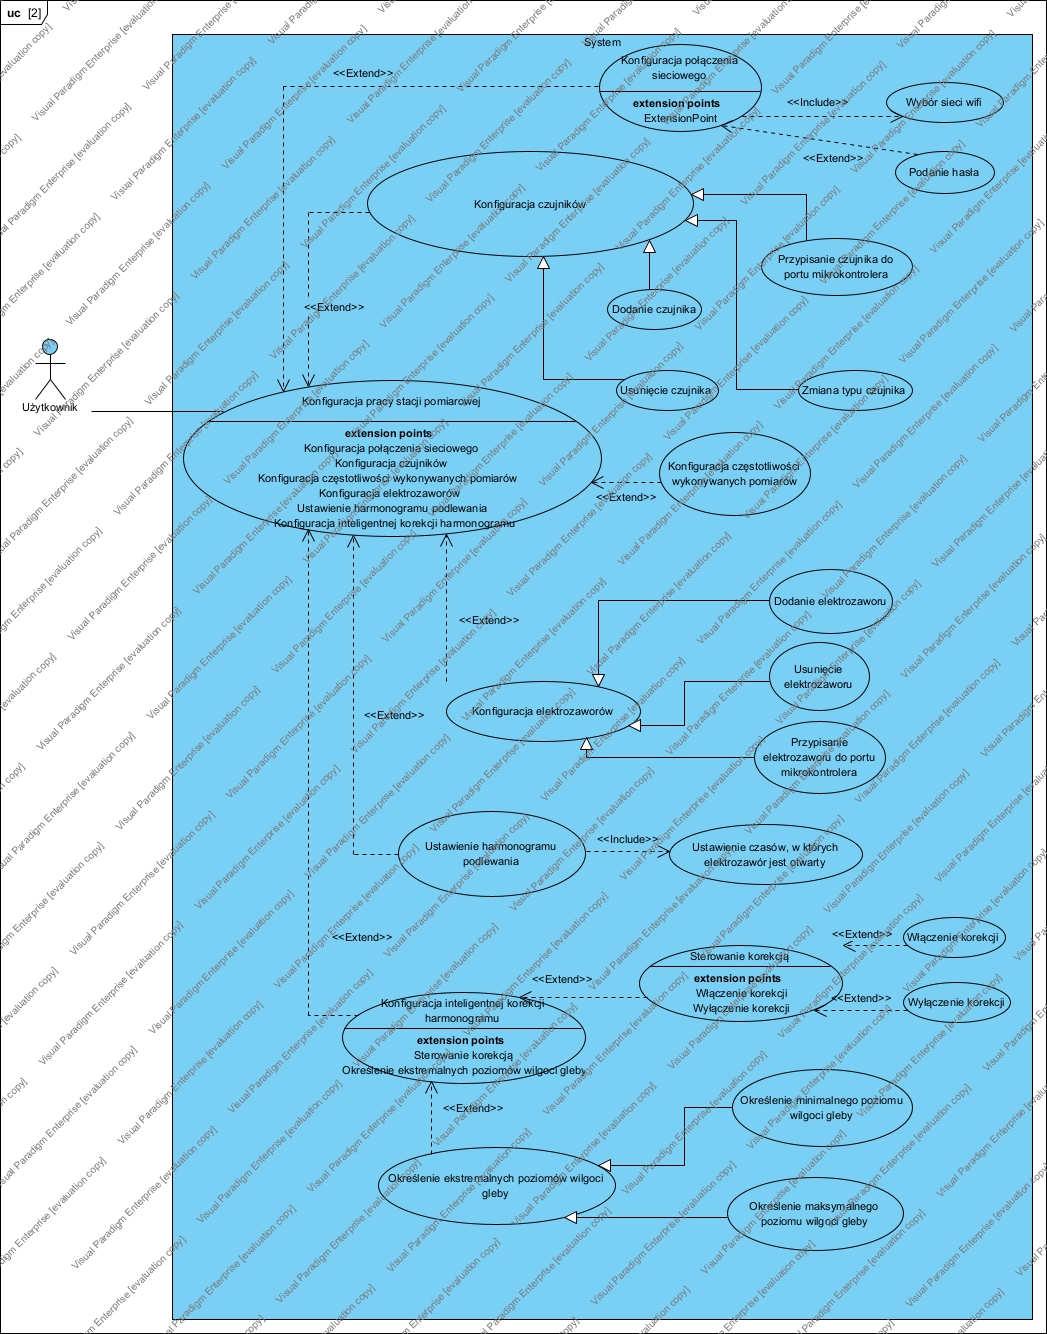 uc [2]
System
Konfiguracja połączenia
sieciowego
extension points
ExtensionPoint
<<Extend>>
<<Include>>
Wybór sieci wifi
<<Extend>>
Podanie hasła
Konfiguracja czujników
Przypisanie czujnika do
portu mikrokontrolera
<<Extend>>
Dodanie czujnika
Usunięcie czujnika
Zmiana typu czujnika
Użytkownik
Konfiguracja pracy stacji pomiarowej
extension points
Konfiguracja połączenia sieciowego
Konfiguracja czujników
Konfiguracja częstotliwości wykonywanych pomiarów
Konfiguracja elektrozaworów
Ustawienie harmonogramu podlewania
Konfiguracja inteligentnej korekcji harmonogramu
Konfiguracja częstotliwości
wykonywanych pomiarów
<<Extend>>
Dodanie elektrozaworu
<<Extend>>
Usunięcie
elektrozaworu
Konfiguracja elektrozaworów
<<Extend>>
Przypisanie
elektrozaworu do portu
mikrokontrolera
Ustawienie harmonogramu
podlewania
<<Include>>
Ustawienie czasów, w których
elektrozawór jest otwarty
<<Extend>>
<<Extend>>
Włączenie korekcji
Sterowanie korekcją
extension points
Włączenie korekcji
Wyłączenie korekcji
<<Extend>>
<<Extend>>
Wyłączenie korekcji
Konfiguracja inteligentnej korekcji
harmonogramu
extension points
Sterowanie korekcją
Określenie ekstremalnych poziomów wilgoci gleby
<<Extend>>
Określenie minimalnego poziomu
wilgoci gleby
Określenie ekstremalnych poziomów wilgoci
gleby
Określenie maksymalnego
poziomu wilgoci gleby
Visual Paradigm Enterprise [evaluation copy]